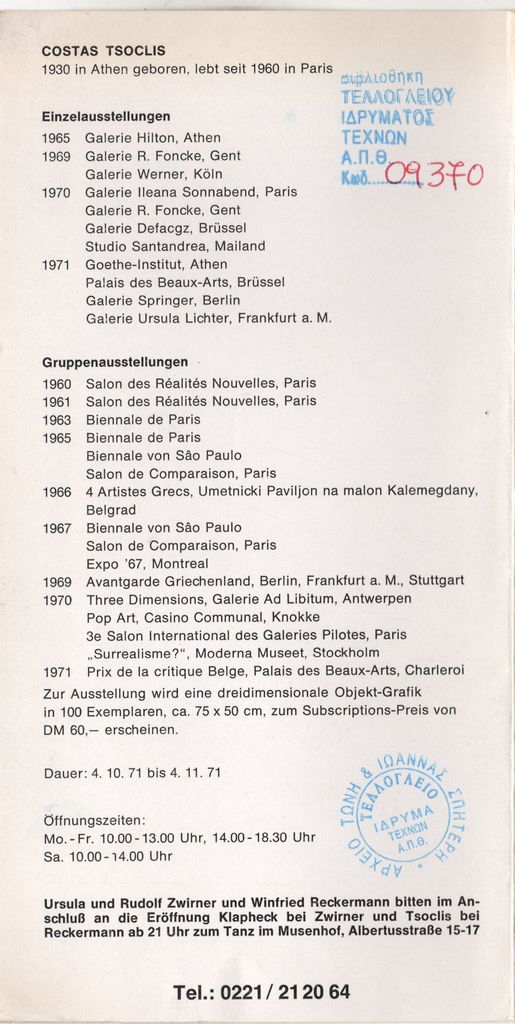 COSTAS TSOCLIS
1930 in Athen geboren, lebt seit 1960 in Paris
βιβλιοθήκη
ΤΕΛΛΟΓΛΕΙΟΥ
ΙΔΡΥΜΑΤΟΣ
ΤΕΧΝΩΝ
Α.Π.Θ.
Κωδ. 09370
Einzelausstellungen
1965 Galerie Hilton, Athen
1969 Galerie R. Foncke, Gent
Galerie Werner, Köln
1970 Galerie Ileana Sonnabend, Paris
Galerie R. Foncke, Gent
Galerie Defacgz, Brüssel
Studio Santandrea, Mailand
1971 Goethe-Institut, Athen
Palais des Beaux-Arts, Brüssel
Galerie Springer, Berlin
Galerie Ursula Lichter, Frankfurt a. M.
Gruppenausstellungen
1960 Salon des Réalités Nouvelles, Paris
1961 Salon des Réalités Nouvelles, Paris
1963 Biennale de Paris
1965 Biennale de Paris
Biennale von Sâo Paulo
Salon de Comparaison, Paris
1966 4 Artistes Grecs, Umetnicki Paviljon na malon Kalemegdany,
Belgrad
1967 Biennale von Sâo Paulo
Salon de Comparaison, Paris
Expo '67, Montreal
1969 Avantgarde Griechenland, Berlin, Frankfurt a. M., Stuttgart
1970 Three Dimensions, Galerie Ad Libitum, Antwerpen
Pop Art, Casino Communal, Knokke
3e Salon International des Galeries Pilotes, Paris
„Surrealisme?“, Moderna Museet, Stockholm
1971 Prix de la critique Belge, Palais des Beaux-Arts, Charleroi
Zur Ausstellung wird eine dreidimensionale Objekt-Grafik
in 100 Exemplaren, ca. 75 x 50 cm, zum Subscriptions-Preis von
DM 60,— erscheinen.
Dauer: 4. 10. 71 bis 4. 11. 71
Öffnungszeiten:
Mo. - Fr. 10.00 - 13.00 Uhr, 14.00 - 18.30 Uhr
Sa. 10.00 - 14.00 Uhr
ΑΡΧΕΙΟ ΤΩΝΗ & ΙΩΑΝΝΑΣ ΣΠΗΤΕΡΗ
ΤΕΛΛΟΓΛΕΙΟ
ΙΔΡΥΜΑ
ΤΕΧΝΩΝ
Α.Π.Θ.
Ursula und Rudolf Zwirner und Winfried Reckermann bitten im An-
schluß an die Eröffnung Klapheck bei Zwirner und Tsoclis bei
Reckermann ab 21 Uhr zum Tanz im Musenhof, Albertusstraße 15-17
Tel.: 0221 / 21 20 64